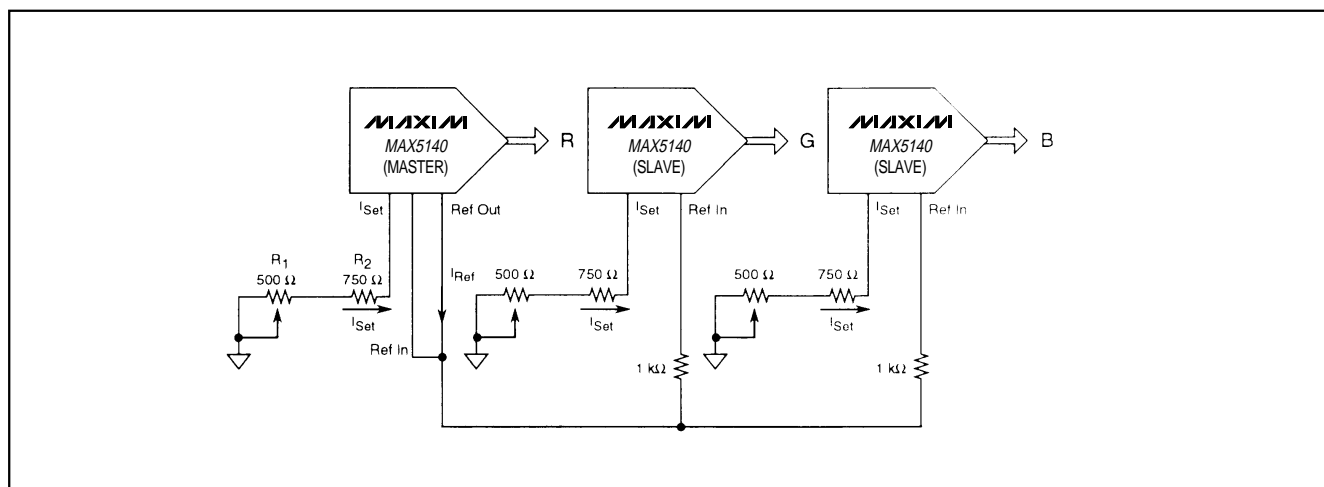 MAXIM
MAX5140
(MASTER)
R
MAXIM
MAX5140
(SLAVE)
G
MAXIM
MAX5140
(SLAVE)
B
ISet
Ref Out
ISet
Ref In
ISet
Ref In
R1
500 Ω
R2
750 Ω
ISet
IRef
500 Ω
750 Ω
ISet
500 Ω
750 Ω
ISet
Ref In
1 kΩ
1 kΩ